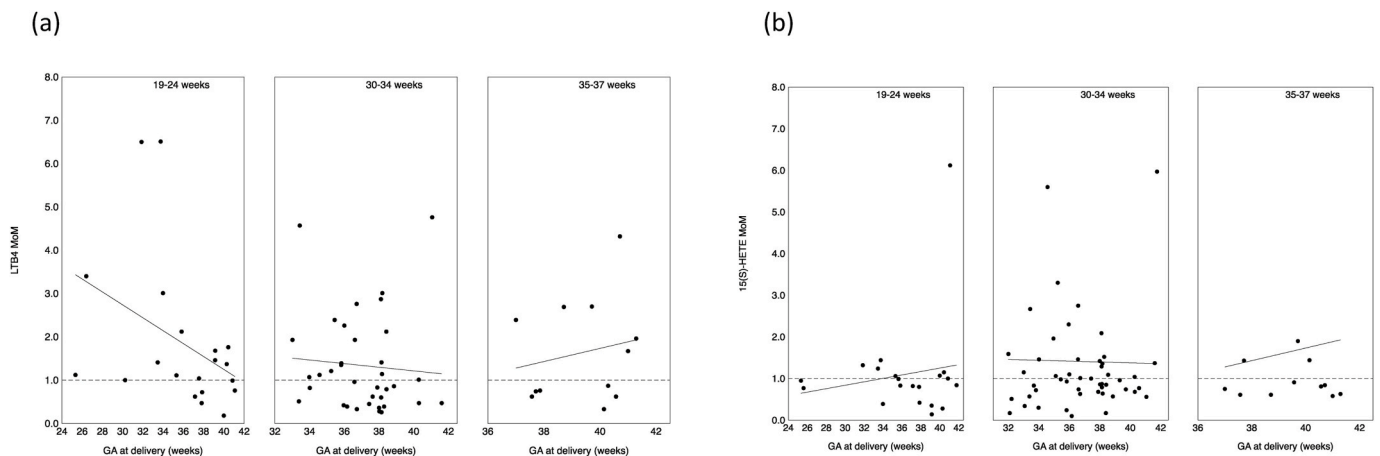 (a)
(b)
19-24 weeks
30-34 weeks
35-37 weeks
8.0
7.0
6.0
5.0
4.0
3.0
2.0
1.0
0.0
LTB4 MoM
24 26 28 30 32 34 36 38 40 42
32 34 36 38 40 42
36 38 40 42
GA at delivery (weeks)
GA at delivery (weeks)
GA at delivery (weeks)
19-24 weeks
30-34 weeks
35-37 weeks
8.0
7.0
6.0
5.0
4.0
3.0
2.0
1.0
0.0
15(S)-HETE MoM
24 26 28 30 32 34 36 38 40 42
32 34 36 38 40 42
36 38 40 42
GA at delivery (weeks)
GA at delivery (weeks)
GA at delivery (weeks)